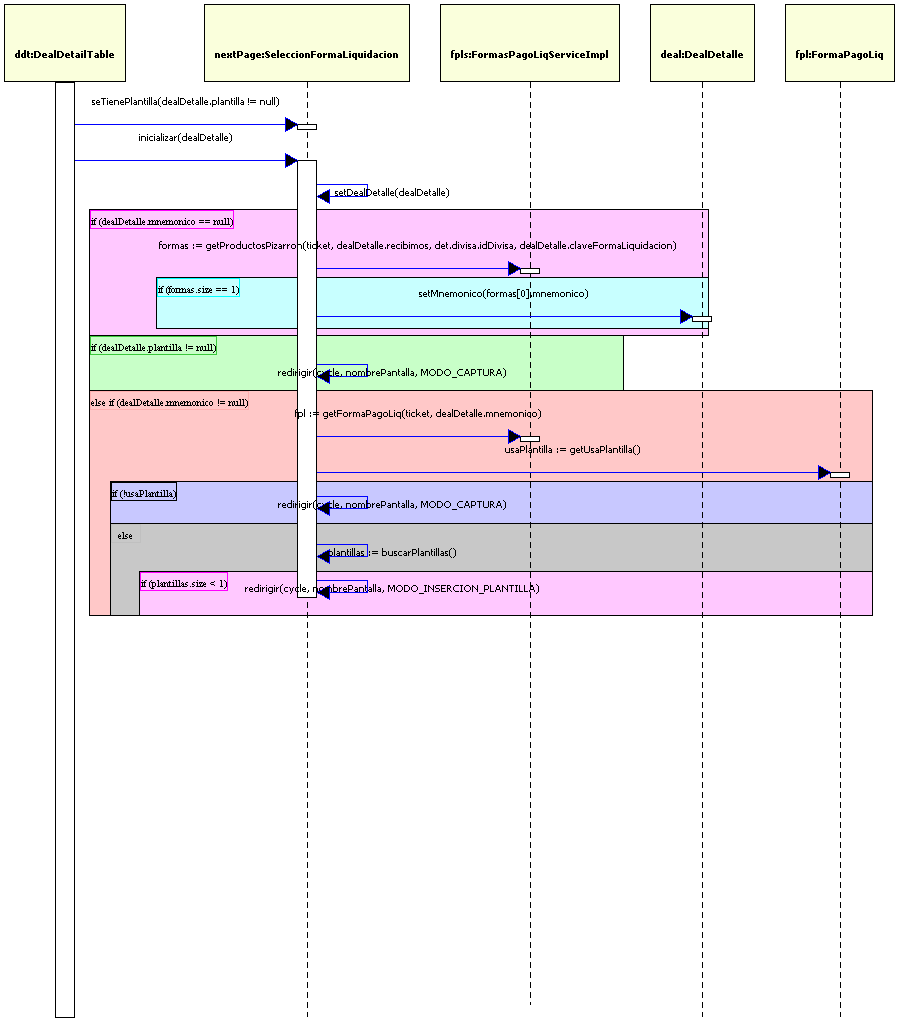 ddt:DealDetailTable
nextPage:SeleccionFormaLiquidacion
fpls:FormasPagoLiqServiceImpl
deal:DealDetalle
fpl:FormaPagoLiq
seTienePlantilla(dealDetalle.plantilla != null)
inicializar(dealDetalle)
setDealDetalle(dealDetalle)
if (dealDetalle.mnemonico == null)
formas := getProductosPizarron(ticket, dealDetalle.recibimos, det.divisa.idDivisa, dealDetalle.claveFormaLiquidacion)
if (formas.size == 1)
setMnemonico(formas[0].mnemonico)
if (dealDetalle.plantilla != null)
redirigir(cycle, nombrePantalla, MODO_CAPTURA)
else if (dealDetalle.mnemonico != null)
fpl := getFormaPagoLiq(ticket, dealDetalle.mnemonico)
usaPlantilla := getUsaPlantilla()
if (!usaPlantilla)
redirigir(cycle, nombrePantalla, MODO_CAPTURA)
else
plantillas := buscarPlantillas()
if (plantillas.size < 1)
redirigir(cycle, nombrePantalla, MODO_INSERCION_PLANTILLA)